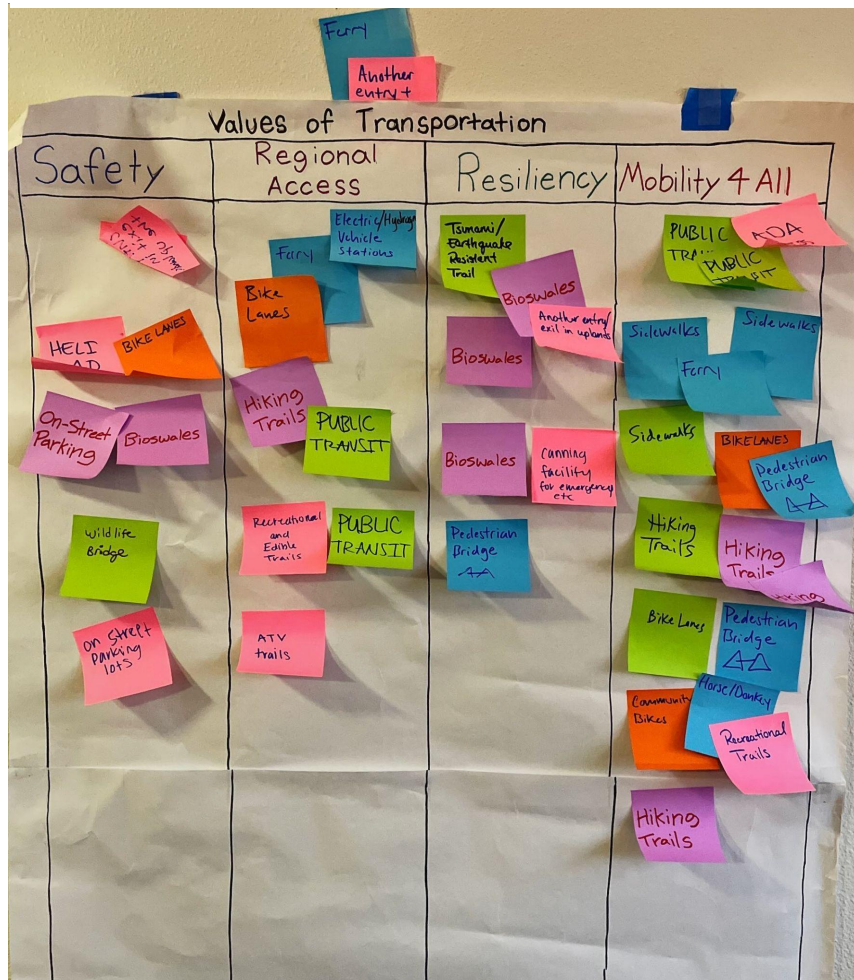 Ferry
Another
entry +
Values of Transportation
Safety
Regional
Access
Resiliency
Mobility 4 All
HELI
BIKE LANES
On-Street
Parking
Bioswales
Wildlife
Bridge
On Street
Parking
lots
Electric/Hydrogen
Vehicle
Stations
Ferry
Bike
Lanes
Hiking
Trails
PUBLIC
TRANSIT
Recreational
and
Edible
Trails
PUBLIC
TRANSIT
ATV
trails
Tsunami/
Earthquake
Resistent
Trail
Bioswales
Another entry/
exit in uplands
Bioswales
Bioswales
Canning
facility
for emergency
etc
Pedestrian
Bridge
PUBLIC
ADA
PUBLIC
TRANSIT
Sidewalks
Sidewalks
Ferry
Sidewalks
BIKELANES
Pedestrian
Bridge
Hiking
Trails
Hiking
Trails
Hiking
Bike Lanes
Pedestrian
Bridge
Horse/Donkey
Community
Bikes
Recreational
Trails
Hiking
Trails